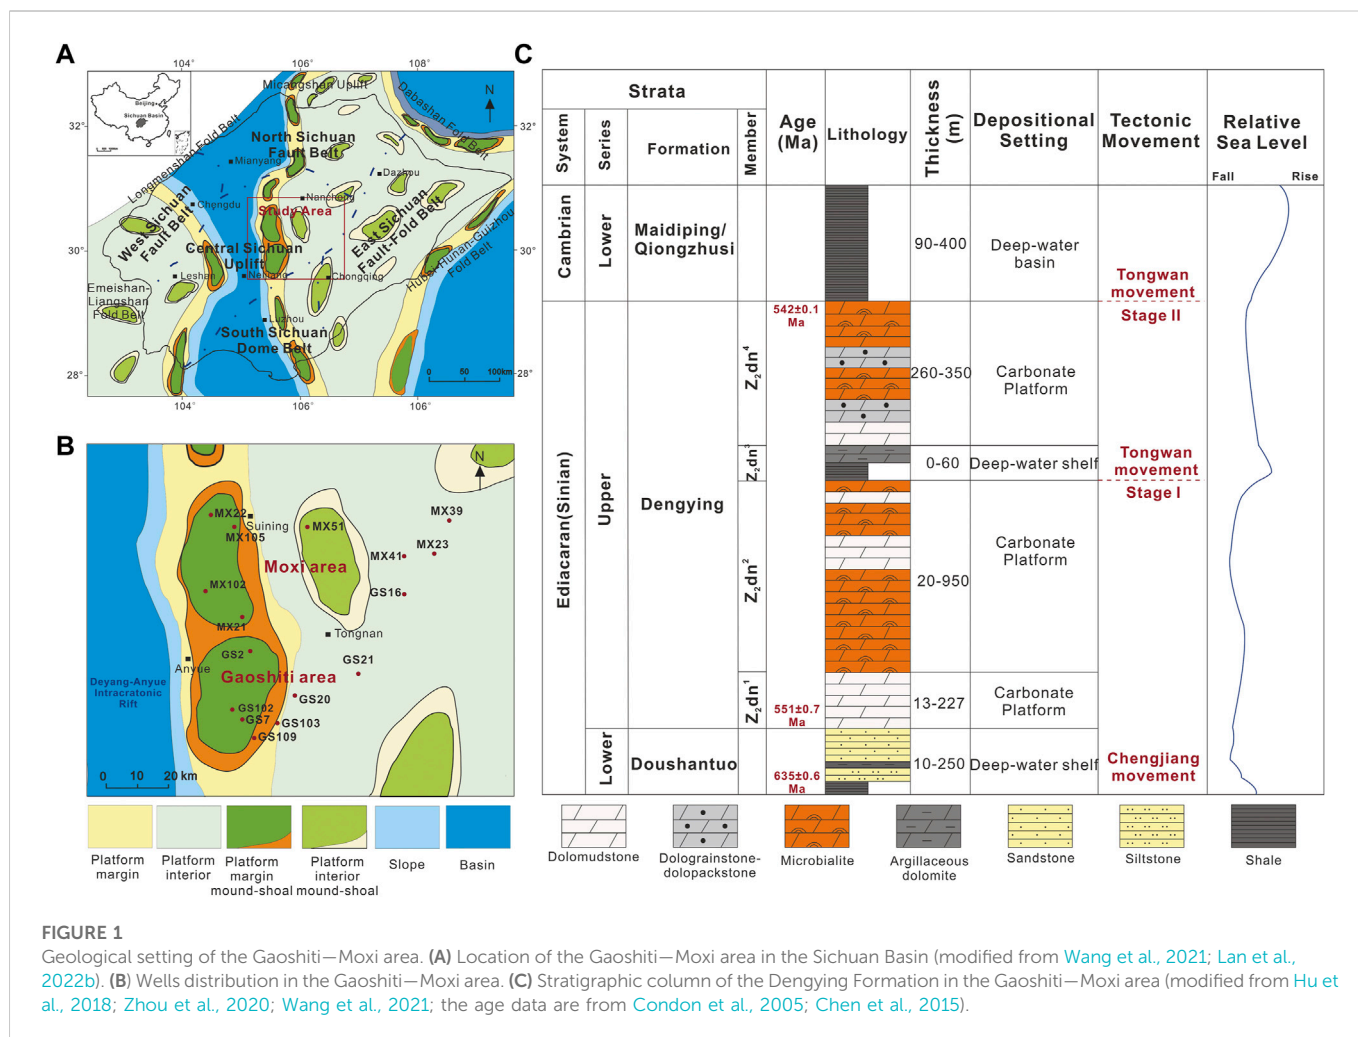 A
104°
106°
108°
Micangshan Uplift
Dabashan Fold Belt
N
Beijing
Sichuan Basin
32°
32°
Longmenshan Fold Belt
North Sichuan
Fault Belt
Mianyang
Dazhou
Nanchong
Chengdu
Study Area
West Sichuan
Fault Belt
East Sichuan
Fault-Fold Belt
30°
30°
Central Sichuan
Uplift
Hubei-Hunan-Guizhou
Fold Belt
Leshan
Neijiang
Chongqing
Emeishan-
Liangshan
Fold Belt
Luzhou
South Sichuan
Dome Belt
28°
28°
0 50 100km
104°
106°
108°
B
N
MX22
Suining
MX105
MX51
MX39
MX41
MX23
Moxi area
MX102
GS16
MX21
Tongnan
GS2
GS21
Anyue
Gaoshiti area
Deyang-Anyue
Intracratonic
Rift
GS20
GS102
GS7
GS103
GS109
0 20 km
Platform
margin
Platform
interior
Platform
margin
mound-shoal
Platform
interior
mound-shoal
Slope
Basin
C
Strata
System
Series
Formation
Member
Age
(Ma)
Lithology
Thickness
(m)
Depositional
Setting
Tectonic
Movement
Relative
Sea Level
Fall Rise
Cambrian
Lower
Maidiping/
Qiongzhusi
90-400
Deep-water
basin
Tongwan
movement
Stage II
Ediacaran(Sinian)
Upper
Dengying
Z₂dn⁴
542±0.1
Ma
260-350
Carbonate
Platform
Z₂dn³
0-60
Deep-water shelf
Tongwan
movement
Stage I
Z₂dn²
20-950
Carbonate
Platform
Z₂dn¹
551±0.7
Ma
13-227
Carbonate
Platform
Lower
Doushantuo
635±0.6
Ma
10-250
Deep-water shelf
Chengjiang
movement
Dolomudstone
Dolograinstone-
dolopackstone
Microbialite
Argillaceous
dolomite
Sandstone
Siltstone
Shale
FIGURE 1
Geological setting of the Gaoshiti—Moxi area. (A) Location of the Gaoshiti—Moxi area in the Sichuan Basin (modified from Wang et al., 2021; Lan et al.,
2022b). (B) Wells distribution in the Gaoshiti—Moxi area. (C) Stratigraphic column of the Dengying Formation in the Gaoshiti—Moxi area (modified from Hu et
al., 2018; Zhou et al., 2020; Wang et al., 2021; the age data are from Condon et al., 2005; Chen et al., 2015).